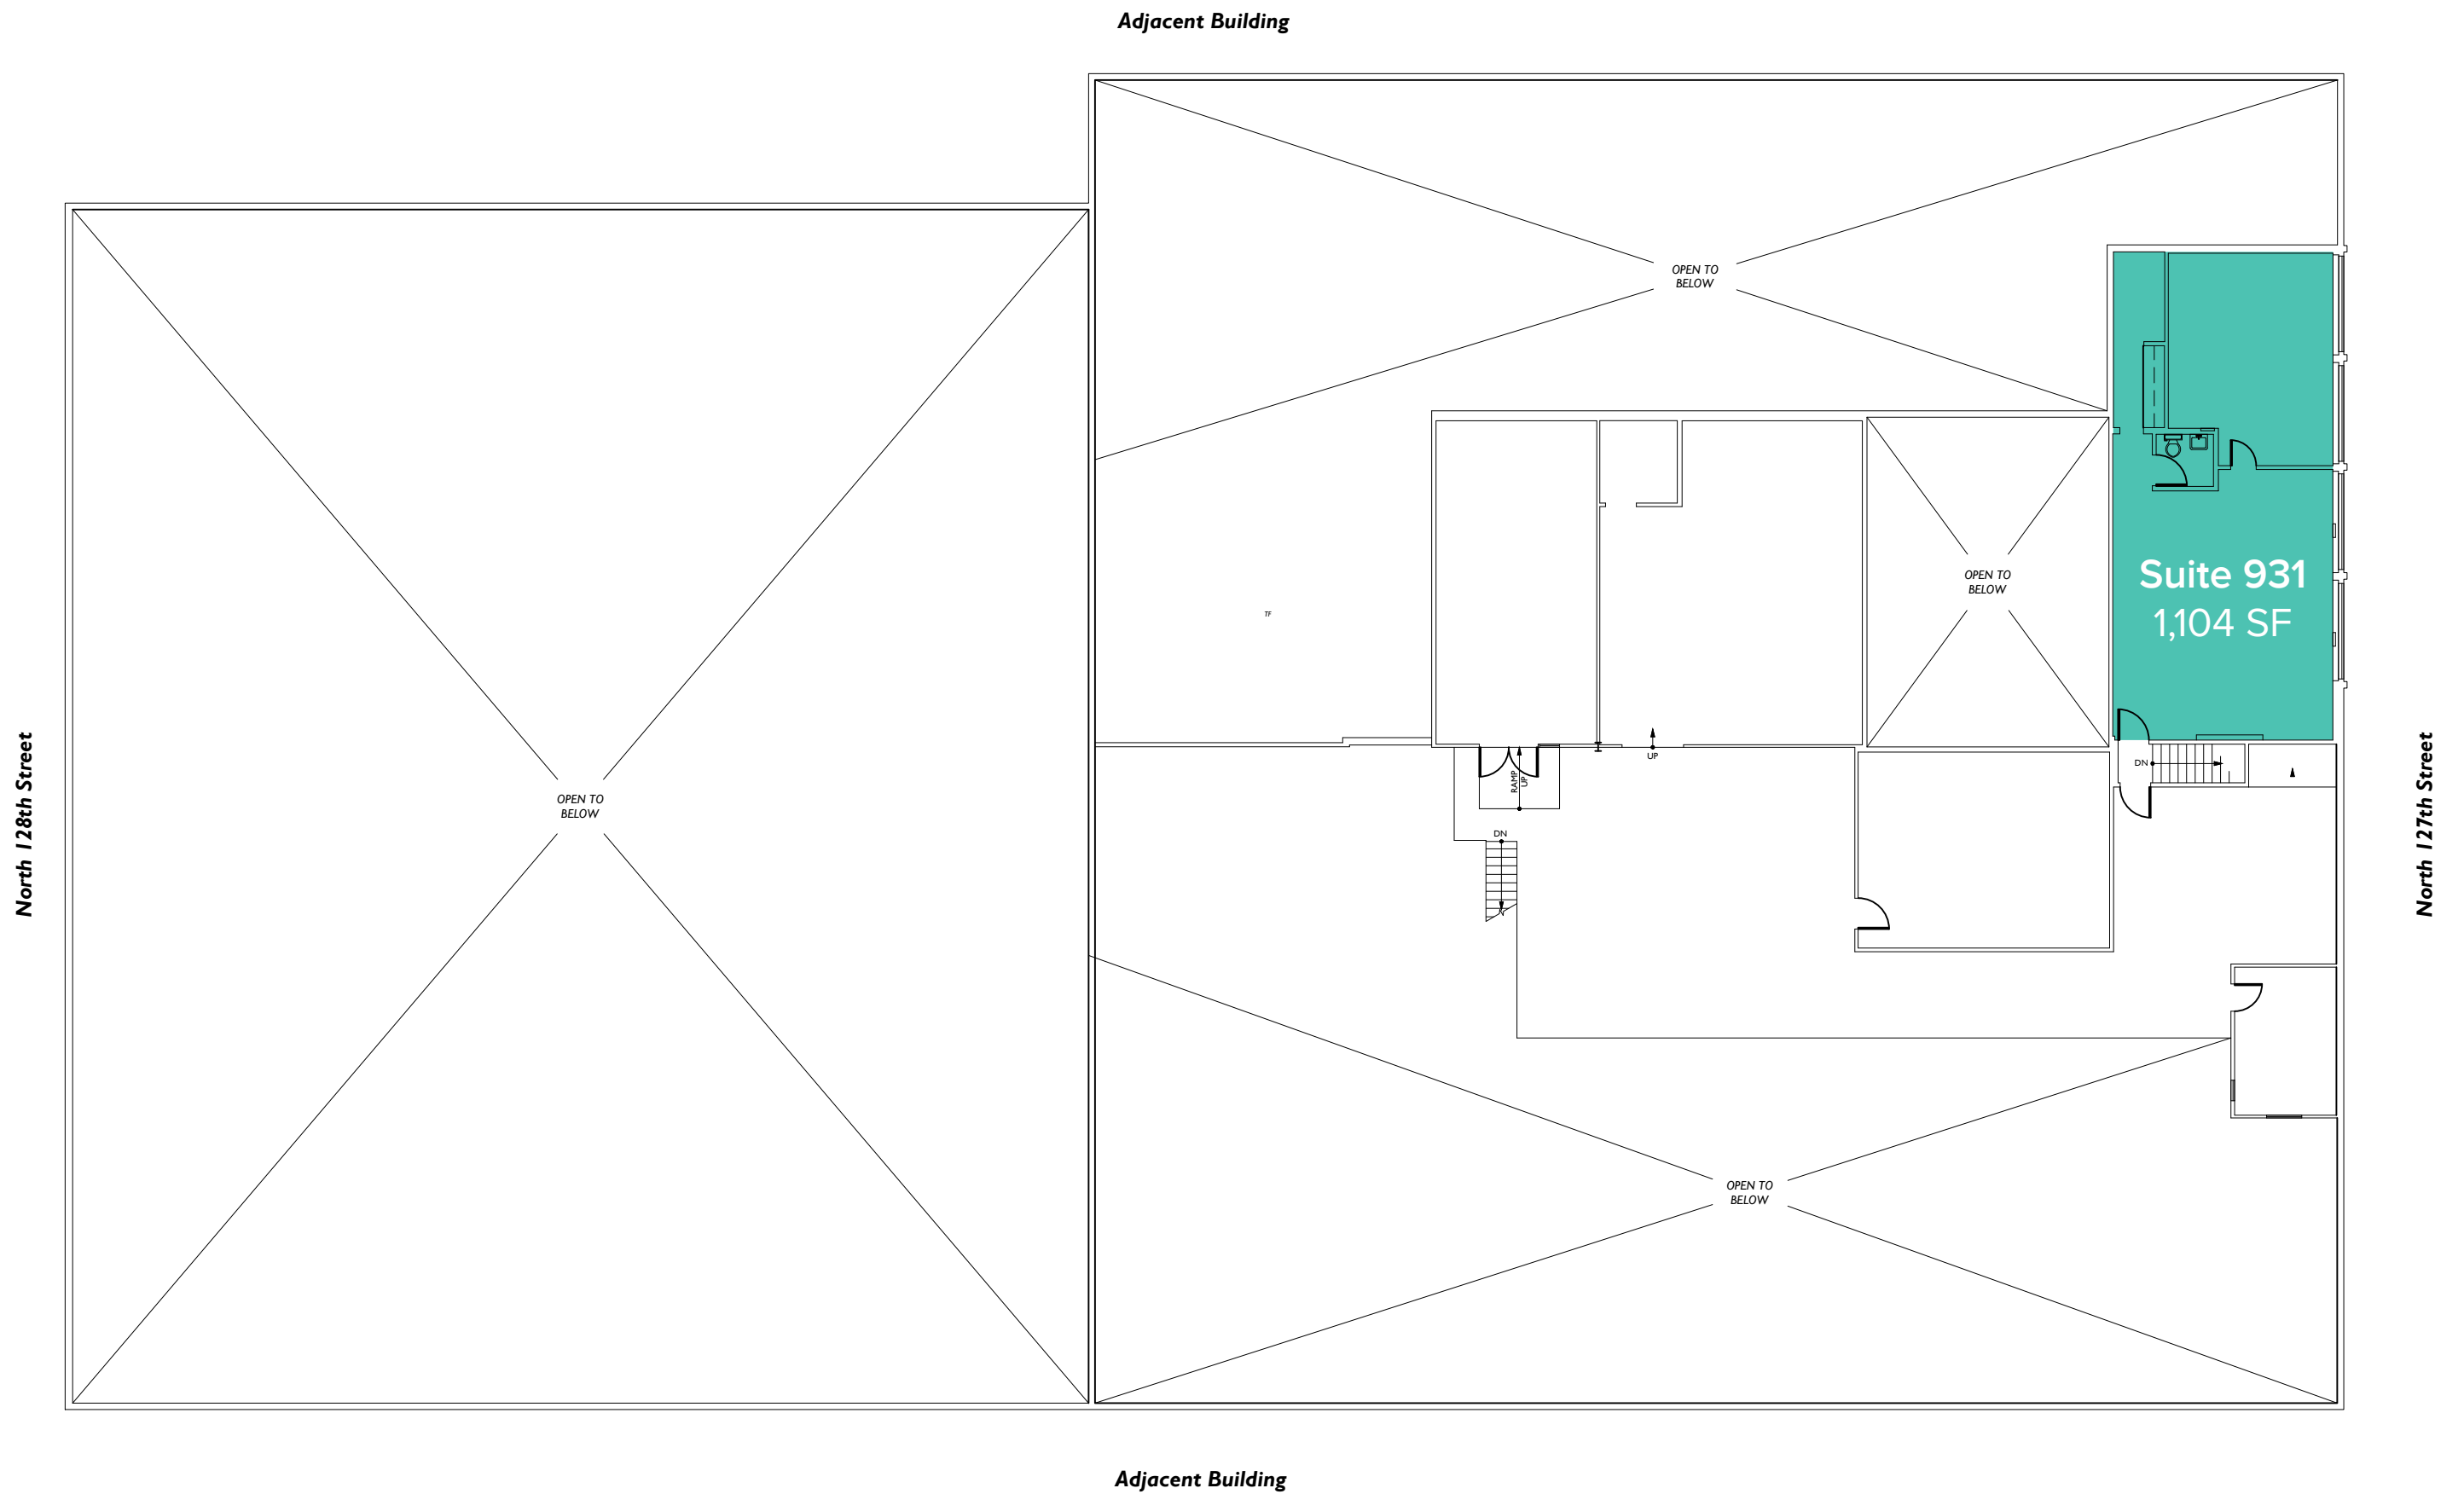 Adjacent Building
OPEN TO
BELOW
OPEN TO
BELOW
Suite 931
1,104 SF
TF
UP
DN
RAMP
UP
North 128th Street
North 127th Street
OPEN TO
BELOW
DN
OPEN TO
BELOW
Adjacent Building